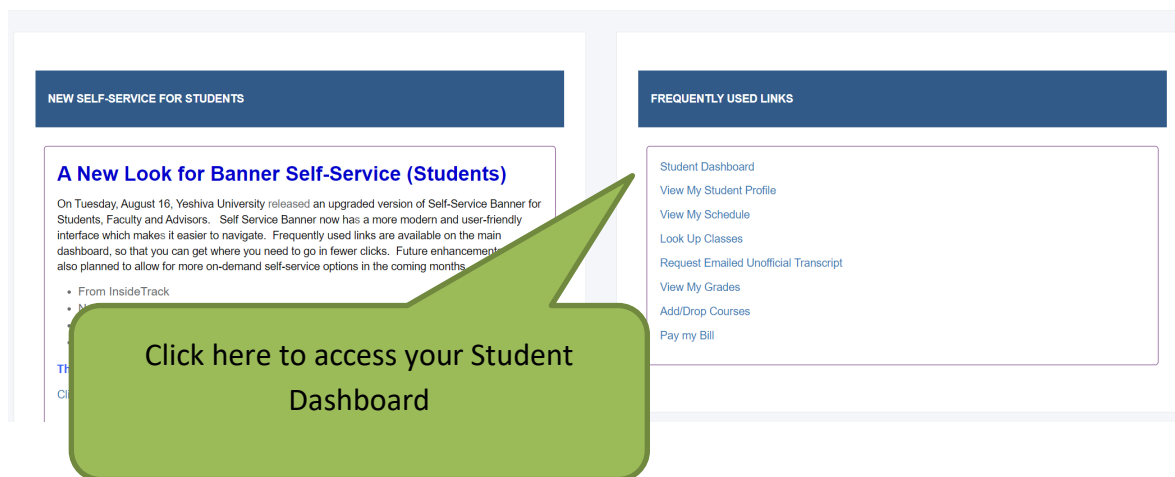 NEW SELF-SERVICE FOR STUDENTS
A New Look for Banner Self-Service (Students)
On Tuesday, August 16, Yeshiva University released an upgraded version of Self-Service Banner for
Students, Faculty and Advisors. Self Service Banner now has a more modern and user-friendly
interface which makes it easier to navigate. Frequently used links are available on the main
dashboard, so that you can get where you need to go in fewer clicks. Future enhancements
also planned to allow for more on-demand self-service options in the coming months.
• From InsideTrack
FREQUENTLY USED LINKS
Student Dashboard
View My Student Profile
View My Schedule
Look Up Classes
Request Emailed Unofficial Transcript
View My Grades
Add/Drop Courses
Pay my Bill
Click here to access your Student
Dashboard